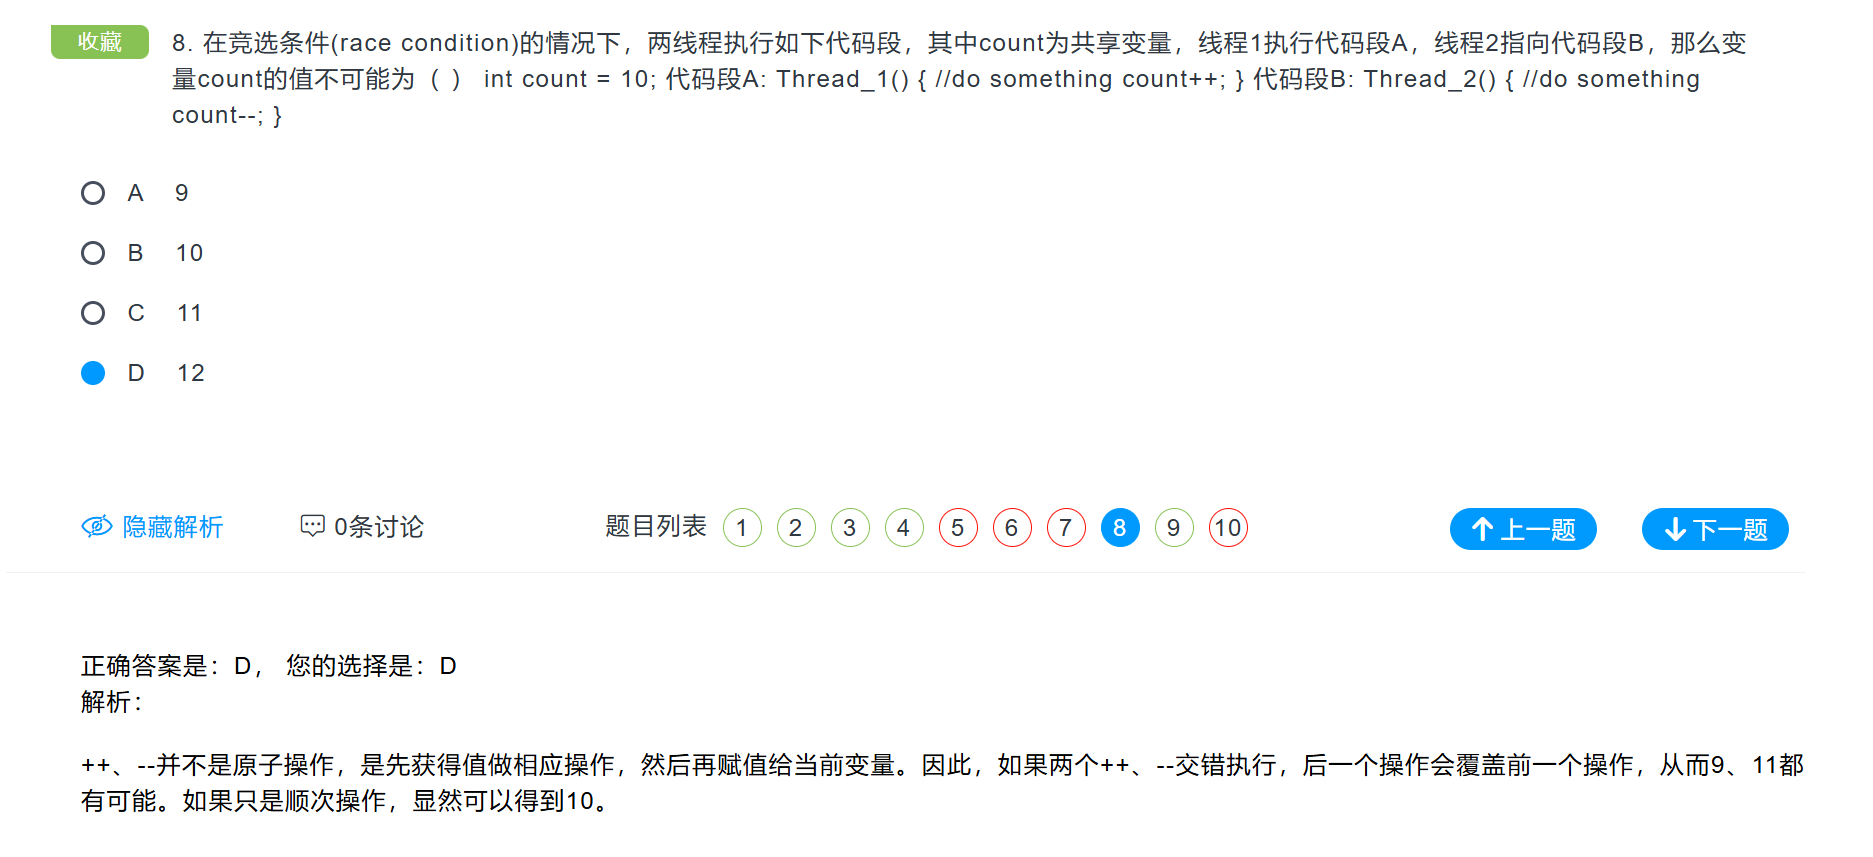 收藏
8. 在竞选条件(race condition)的情况下，两线程执行如下代码段，其中count为共享变量，线程1执行代码段A，线程2指向代码段B，那么变
量count的值不可能为（ ） int count = 10; 代码段A: Thread_1() { //do something count++; } 代码段B: Thread_2() { //do something
count--; }
A 9
B 10
C 11
D 12
隐藏解析 0条讨论 题目列表 1 2 3 4 5 6 7 8 9 10 上一题 下一题
正确答案是：D， 您的选择是：D
解析：
++、--并不是原子操作，是先获得值做相应操作，然后再赋值给当前变量。因此，如果两个++、--交错执行，后一个操作会覆盖前一个操作，从而9、11都
有可能。如果只是顺次操作，显然可以得到10。